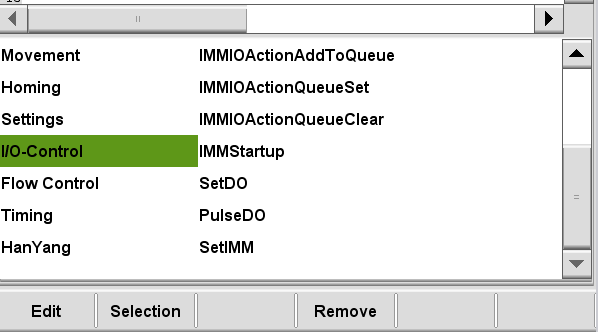 Movement IMMIOActionAddToQueue
Homing IMMIOActionQueueSet
Settings IMMIOActionQueueClear
I/O-Control IMMStartup
Flow Control SetDO
Timing PulseDO
HanYang SetIMM
Edit Selection Remove